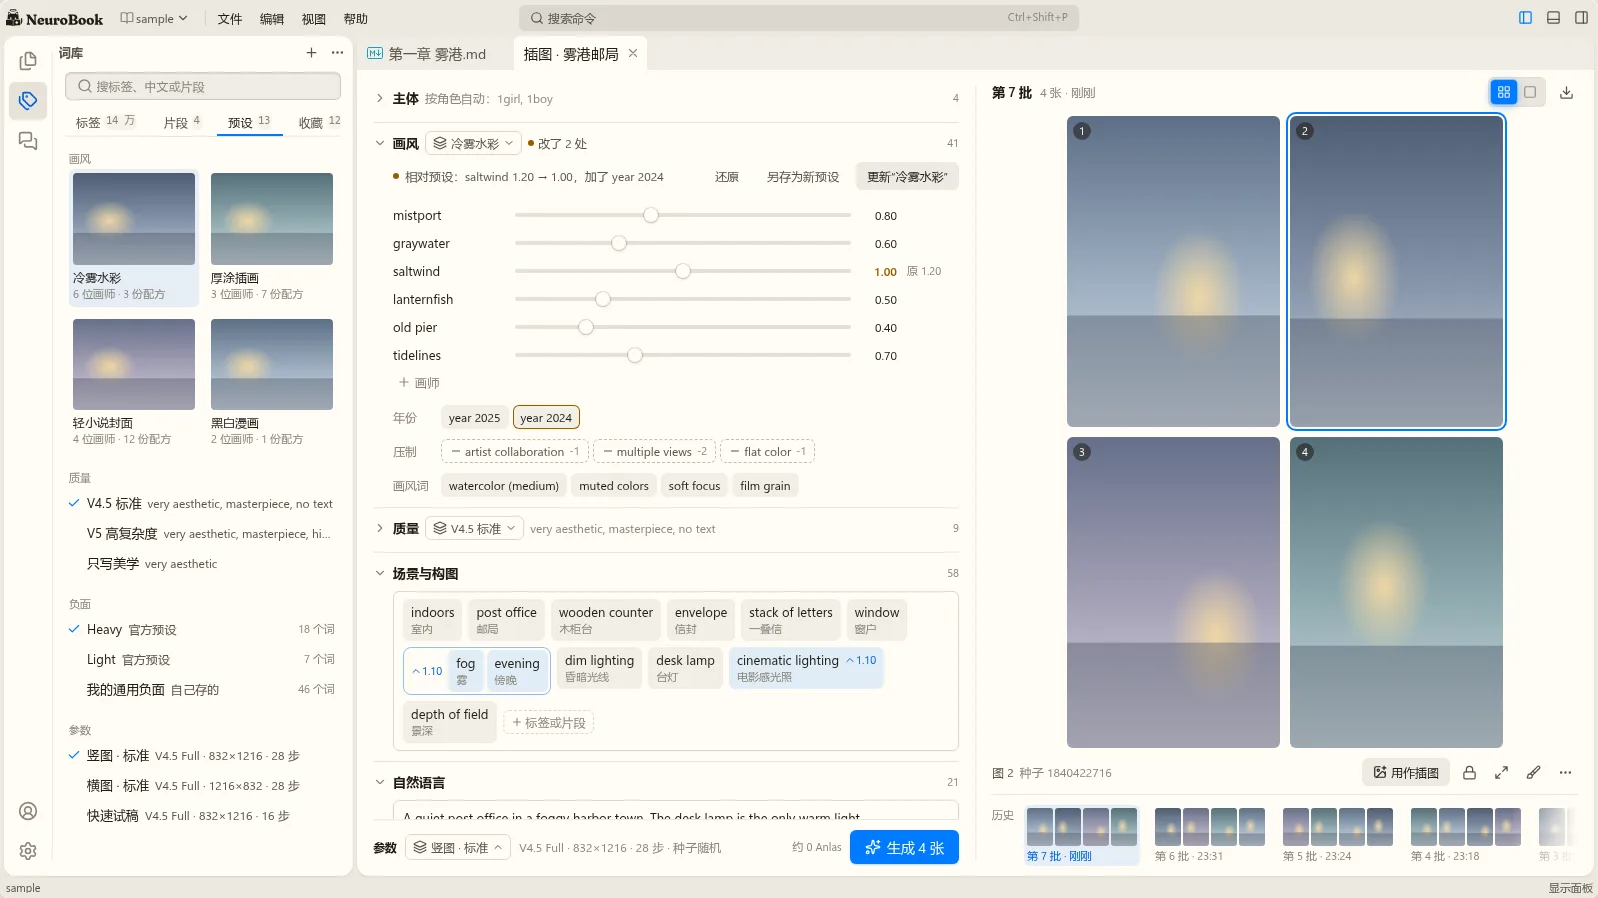 NeuroBook
sample
文件 编辑 视图 帮助
搜索命令 Ctrl+Shift+P
词库
搜标签、中文或片段
标签 14 万 片段 4 预设 13 收藏 12
画风
冷雾水彩
6 位画师 · 3 份配方
厚涂插画
3 位画师 · 7 份配方
轻小说封面
4 位画师 · 12 份配方
黑白漫画
2 位画师 · 1 份配方
质量
V4.5 标准 very aesthetic, masterpiece, no text
V5 高复杂度 very aesthetic, masterpiece, hi...
只写美学 very aesthetic
负面
Heavy 官方预设 18 个词
Light 官方预设 7 个词
我的通用负面 自己存的 46 个词
参数
竖图 · 标准 V4.5 Full · 832×1216 · 28 步
横图 · 标准 V4.5 Full · 1216×832 · 28 步
快速试稿 V4.5 Full · 832×1216 · 16 步
第一章 雾港.md
插图 · 雾港邮局
主体 按角色自动：1girl, 1boy 4
画风 冷雾水彩 改了 2 处 41
相对预设：saltwind 1.20 → 1.00，加了 year 2024 还原 另存为新预设 更新“冷雾水彩”
mistport 0.80
graywater 0.60
saltwind 1.00 原 1.20
lanternfish 0.50
old pier 0.40
tidelines 0.70
+ 画师
年份 year 2025 year 2024
压制 artist collaboration -1 multiple views -2 flat color -1
画风词 watercolor (medium) muted colors soft focus film grain
质量 V4.5 标准 very aesthetic, masterpiece, no text 9
场景与构图 58
indoors post office wooden counter envelope stack of letters window
室内 邮局 木柜台 信封 一叠信 窗户
1.10 fog evening dim lighting desk lamp cinematic lighting 1.10
雾 傍晚 昏暗光线 台灯 电影感光照
depth of field
景深
+ 标签或片段
自然语言 21
A quiet post office in a foggy harbor town. The desk lamp is the only warm light
参数 竖图 · 标准 V4.5 Full · 832×1216 · 28 步 · 种子随机 约 0 Anlas 生成 4 张
第 7 批 4 张 · 刚刚
1
2
3
4
图 2 种子 1840422716 用作插图
历史
第 7 批 · 刚刚
第 6 批 · 23:31
第 5 批 · 23:24
第 4 批 · 23:18
第 3 批
sample
显示面板